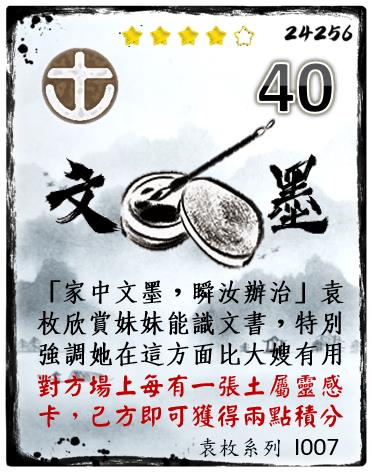 24256
土
40
文墨
「家中文墨，瞬汝辦治」袁
枚欣賞妹妹能識文書，特別
強調她在這方面比大嫂有用
對方場上每有一張土屬靈感
卡，己方即可獲得兩點積分
袁枚系列 I007